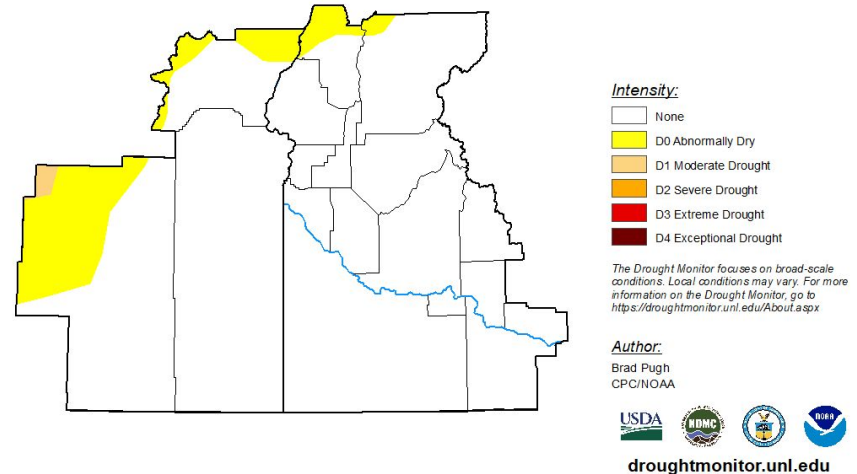 Intensity:
None
D0 Abnormally Dry
D1 Moderate Drought
D2 Severe Drought
D3 Extreme Drought
D4 Exceptional Drought
The Drought Monitor focuses on broad-scale
conditions. Local conditions may vary. For more
information on the Drought Monitor, go to
https://droughtmonitor.unl.edu/About.aspx
Author:
Brad Pugh
CPC/NOAA
USDA
NDMC
NOAA
droughtmonitor.unl.edu